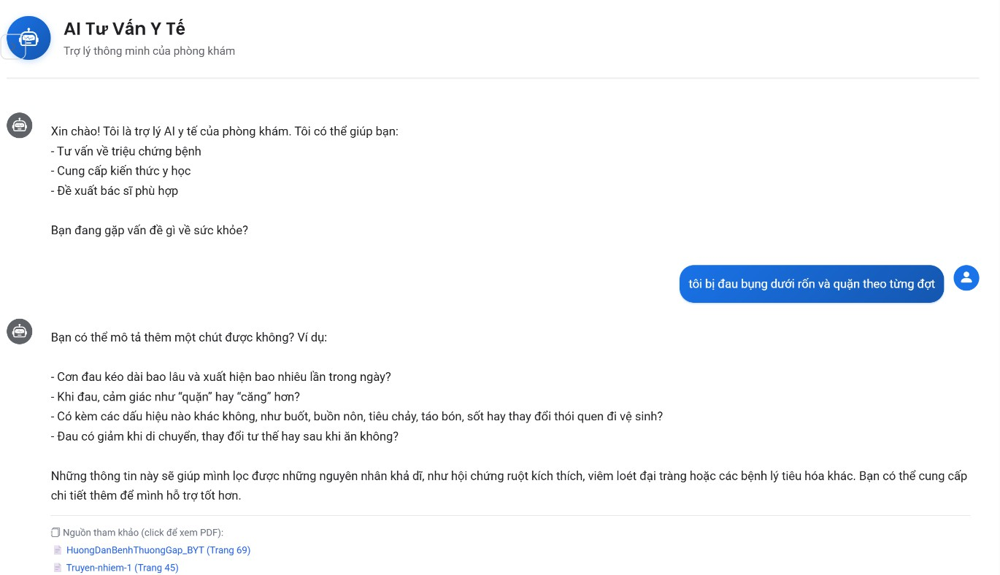 AI Tư Vấn Y Tế
Trợ lý thông minh của phòng khám
Xin chào! Tôi là trợ lý AI y tế của phòng khám. Tôi có thể giúp bạn:
- Tư vấn về triệu chứng bệnh
- Cung cấp kiến thức y học
- Đề xuất bác sĩ phù hợp
Bạn đang gặp vấn đề gì về sức khỏe?
tôi bị đau bụng dưới rốn và quặn theo từng đợt
Bạn có thể mô tả thêm một chút được không? Ví dụ:
- Cơn đau kéo dài bao lâu và xuất hiện bao nhiêu lần trong ngày?
- Khi đau, cảm giác như “quặn” hay “căng” hơn?
- Có kèm các dấu hiệu nào khác không, như buốt, buồn nôn, tiêu chảy, táo bón, sốt hay thay đổi thói quen đi vệ sinh?
- Đau có giảm khi di chuyển, thay đổi tư thế hay sau khi ăn không?
Những thông tin này sẽ giúp mình lọc được những nguyên nhân khả dĩ, như hội chứng ruột kích thích, viêm loét đại tràng hoặc các bệnh lý tiêu hóa khác. Bạn có thể cung cấp
chi tiết thêm để mình hỗ trợ tốt hơn.
Nguồn tham khảo (click để xem PDF):
HuongDanBenhThuongGap_BYT (Trang 69)
Truyen-nhiem-1 (Trang 45)